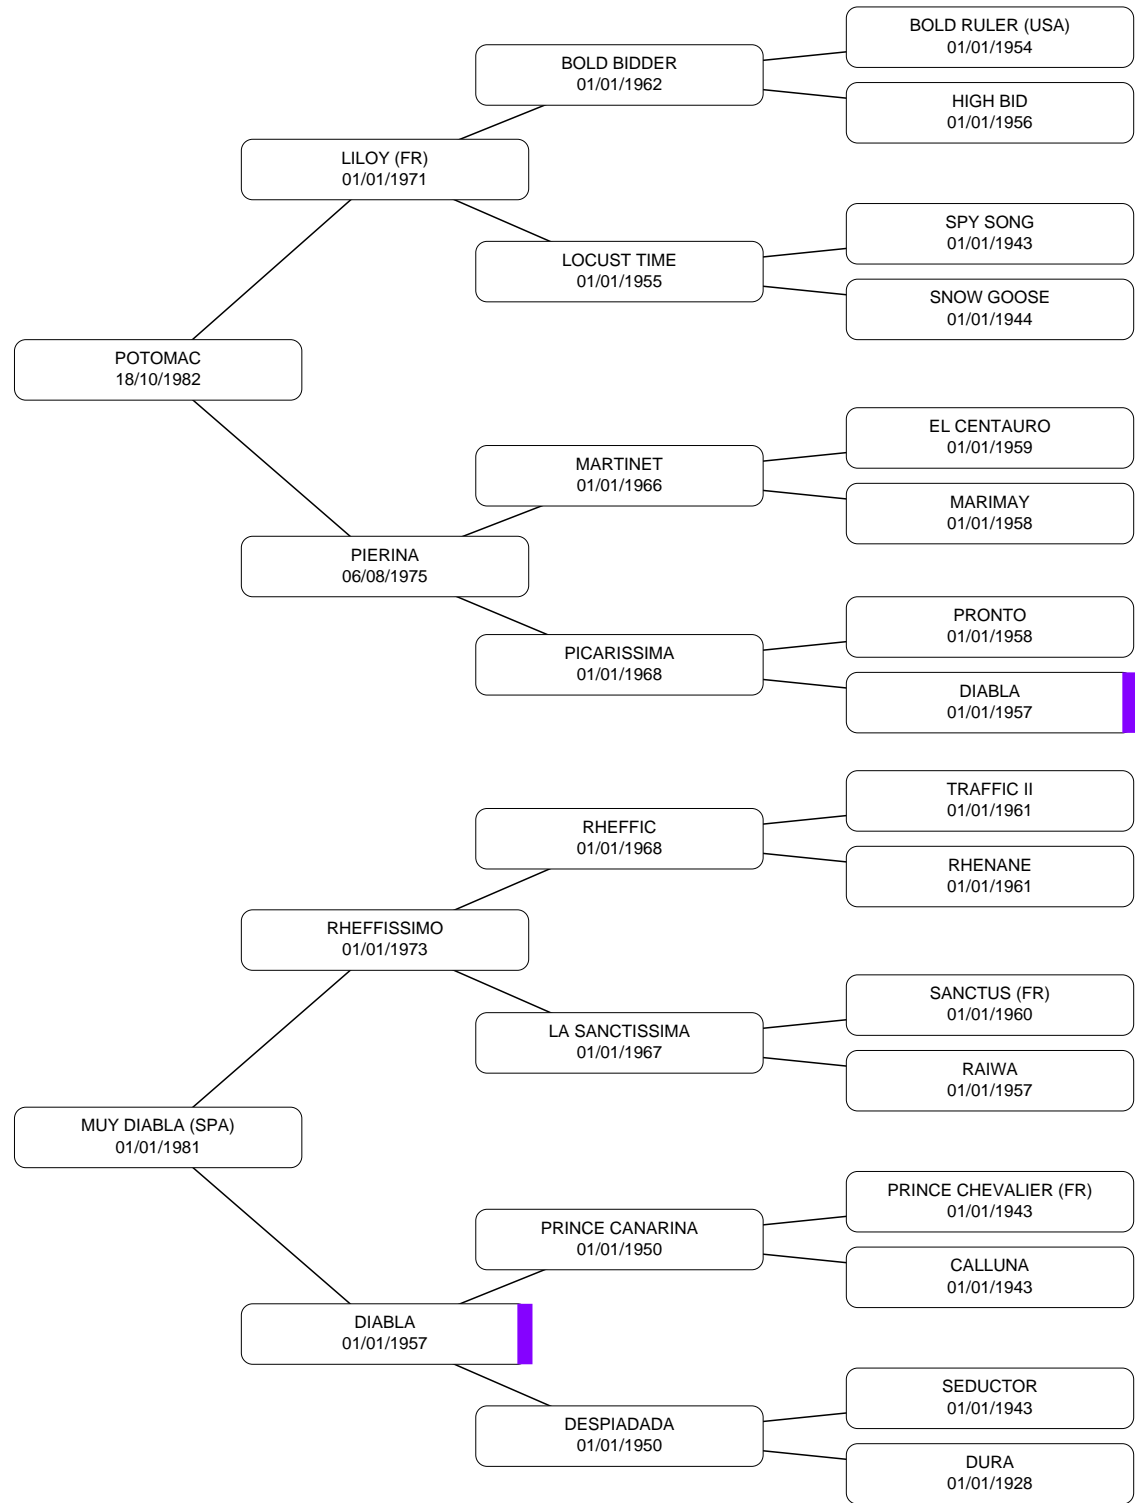 BOLD RULER (USA)
01/01/1954
BOLD BIDDER
01/01/1962
HIGH BID
01/01/1956
LILOY (FR)
01/01/1971
SPY SONG
01/01/1943
LOCUST TIME
01/01/1955
SNOW GOOSE
01/01/1944
POTOMAC
18/10/1982
EL CENTAURO
01/01/1959
MARTINET
01/01/1966
MARIMAY
01/01/1958
PIERINA
06/08/1975
PRONTO
01/01/1958
PICARISSIMA
01/01/1968
DIABLA
01/01/1957
TRAFFIC II
01/01/1961
RHEFFIC
01/01/1968
RHENANE
01/01/1961
RHEFFISSIMO
01/01/1973
SANCTUS (FR)
01/01/1960
LA SANCTISSIMA
01/01/1967
RAIWA
01/01/1957
MUY DIABLA (SPA)
01/01/1981
PRINCE CHEVALIER (FR)
01/01/1943
PRINCE CANARINA
01/01/1950
CALLUNA
01/01/1943
DIABLA
01/01/1957
SEDUCTOR
01/01/1943
DESPIADADA
01/01/1950
DURA
01/01/1928